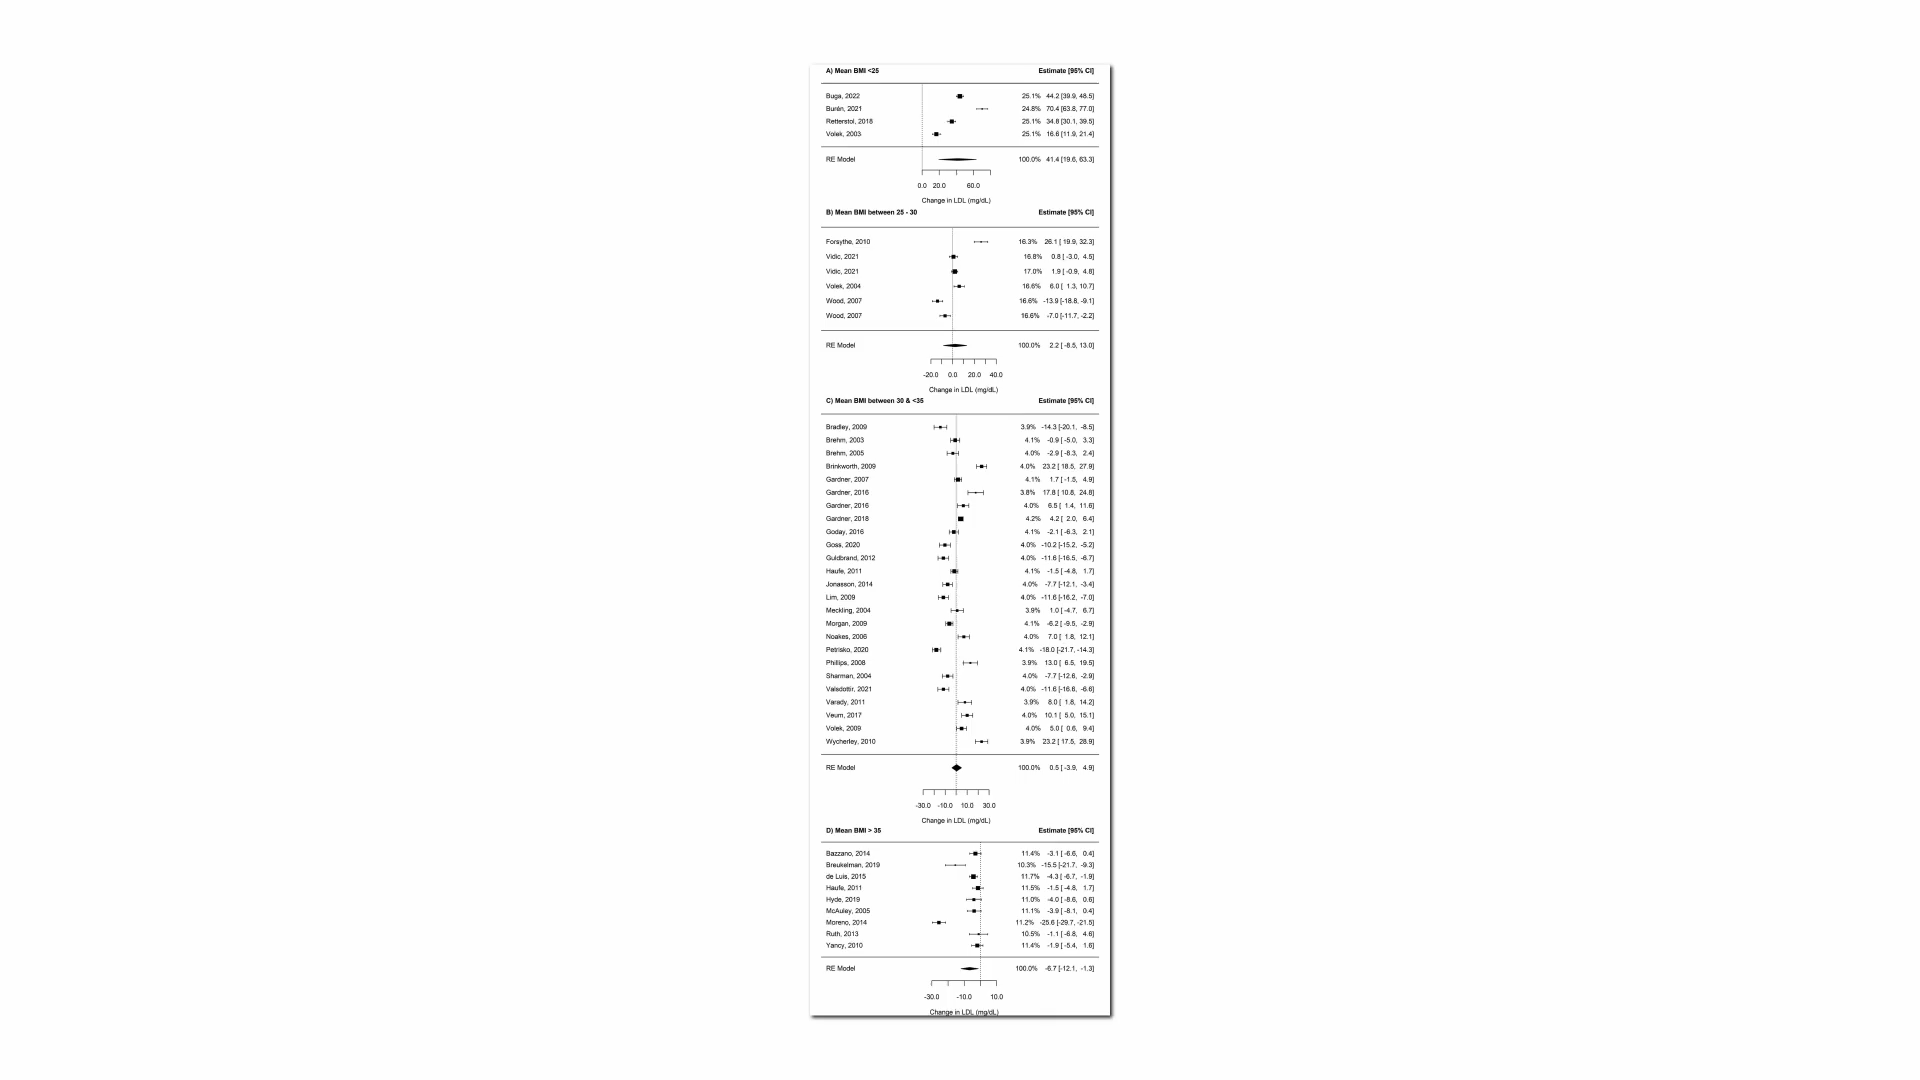 A) Mean BMI <25 Estimate [95% CI]
Buga, 2022 25.1% 44.2 [39.9, 48.5]
Burén, 2021 24.8% 70.4 [63.8, 77.0]
Retterstol, 2018 25.1% 34.8 [30.1, 39.5]
Volek, 2003 25.1% 16.6 [11.9, 21.4]
RE Model 100.0% 41.4 [19.6, 63.3]
0.0 20.0 60.0
Change in LDL (mg/dL)
B) Mean BMI between 25 - 30 Estimate [95% CI]
Forsythe, 2010 16.3% 26.1 [ 19.9, 32.3]
Vidic, 2021 16.8% 0.8 [ -3.0, 4.5]
Vidic, 2021 17.0% 1.9 [ -0.9, 4.8]
Volek, 2004 16.6% 6.0 [ 1.3, 10.7]
Wood, 2007 16.6% -13.9 [-18.8, -9.1]
Wood, 2007 16.6% -7.0 [-11.7, -2.2]
RE Model 100.0% 2.2 [ -8.5, 13.0]
-20.0 0.0 20.0 40.0
Change in LDL (mg/dL)
C) Mean BMI between 30 & <35 Estimate [95% CI]
Bradley, 2009 3.9% -14.3 [-20.1, -8.5]
Brehm, 2003 4.1% -0.9 [ -5.0, 3.3]
Brehm, 2005 4.0% -2.9 [ -8.3, 2.4]
Brinkworth, 2009 4.0% 23.2 [ 18.5, 27.9]
Gardner, 2007 4.1% 1.7 [ -1.5, 4.9]
Gardner, 2016 3.8% 17.8 [ 10.8, 24.8]
Gardner, 2016 4.0% 6.5 [ 1.4, 11.6]
Gardner, 2018 4.2% 4.2 [ 2.0, 6.4]
Goday, 2016 4.1% -2.1 [ -6.3, 2.1]
Goss, 2020 4.0% -10.2 [-15.2, -5.2]
Guldbrand, 2012 4.0% -11.6 [-16.5, -6.7]
Haufe, 2011 4.1% -1.5 [ -4.8, 1.7]
Jonasson, 2014 4.0% -7.7 [-12.1, -3.4]
Lim, 2009 4.0% -11.6 [-16.2, -7.0]
Meckling, 2004 3.9% 1.0 [ -4.7, 6.7]
Morgan, 2009 4.1% -6.2 [ -9.5, -2.9]
Noakes, 2006 4.0% 7.0 [ 1.8, 12.1]
Petrisko, 2020 4.1% -18.0 [-21.7, -14.3]
Phillips, 2008 3.9% 13.0 [ 6.5, 19.5]
Sharman, 2004 4.0% -7.7 [-12.6, -2.9]
Valsdottir, 2021 4.0% -11.6 [-16.6, -6.6]
Varady, 2011 3.9% 8.0 [ 1.8, 14.2]
Veum, 2017 4.0% 10.1 [ 5.0, 15.1]
Volek, 2009 4.0% 5.0 [ 0.6, 9.4]
Wycherley, 2010 3.9% 23.2 [ 17.5, 28.9]
RE Model 100.0% 0.5 [ -3.9, 4.9]
-30.0 -10.0 10.0 30.0
Change in LDL (mg/dL)
D) Mean BMI > 35 Estimate [95% CI]
Bazzano, 2014 11.4% -3.1 [ -6.6, 0.4]
Breukelman, 2019 10.3% -15.5 [-21.7, -9.3]
de Luis, 2015 11.7% -4.3 [ -6.7, -1.9]
Haufe, 2011 11.5% -1.5 [ -4.8, 1.7]
Hyde, 2019 11.0% -4.0 [ -8.6, 0.6]
McAuley, 2005 11.1% -3.9 [ -8.1, 0.4]
Moreno, 2014 11.2% -25.6 [-29.7, -21.5]
Ruth, 2013 10.5% -1.1 [ -6.8, 4.6]
Yancy, 2010 11.4% -1.9 [ -5.4, 1.6]
RE Model 100.0% -6.7 [-12.1, -1.3]
-30.0 -10.0 10.0
Change in LDL (mg/dL)